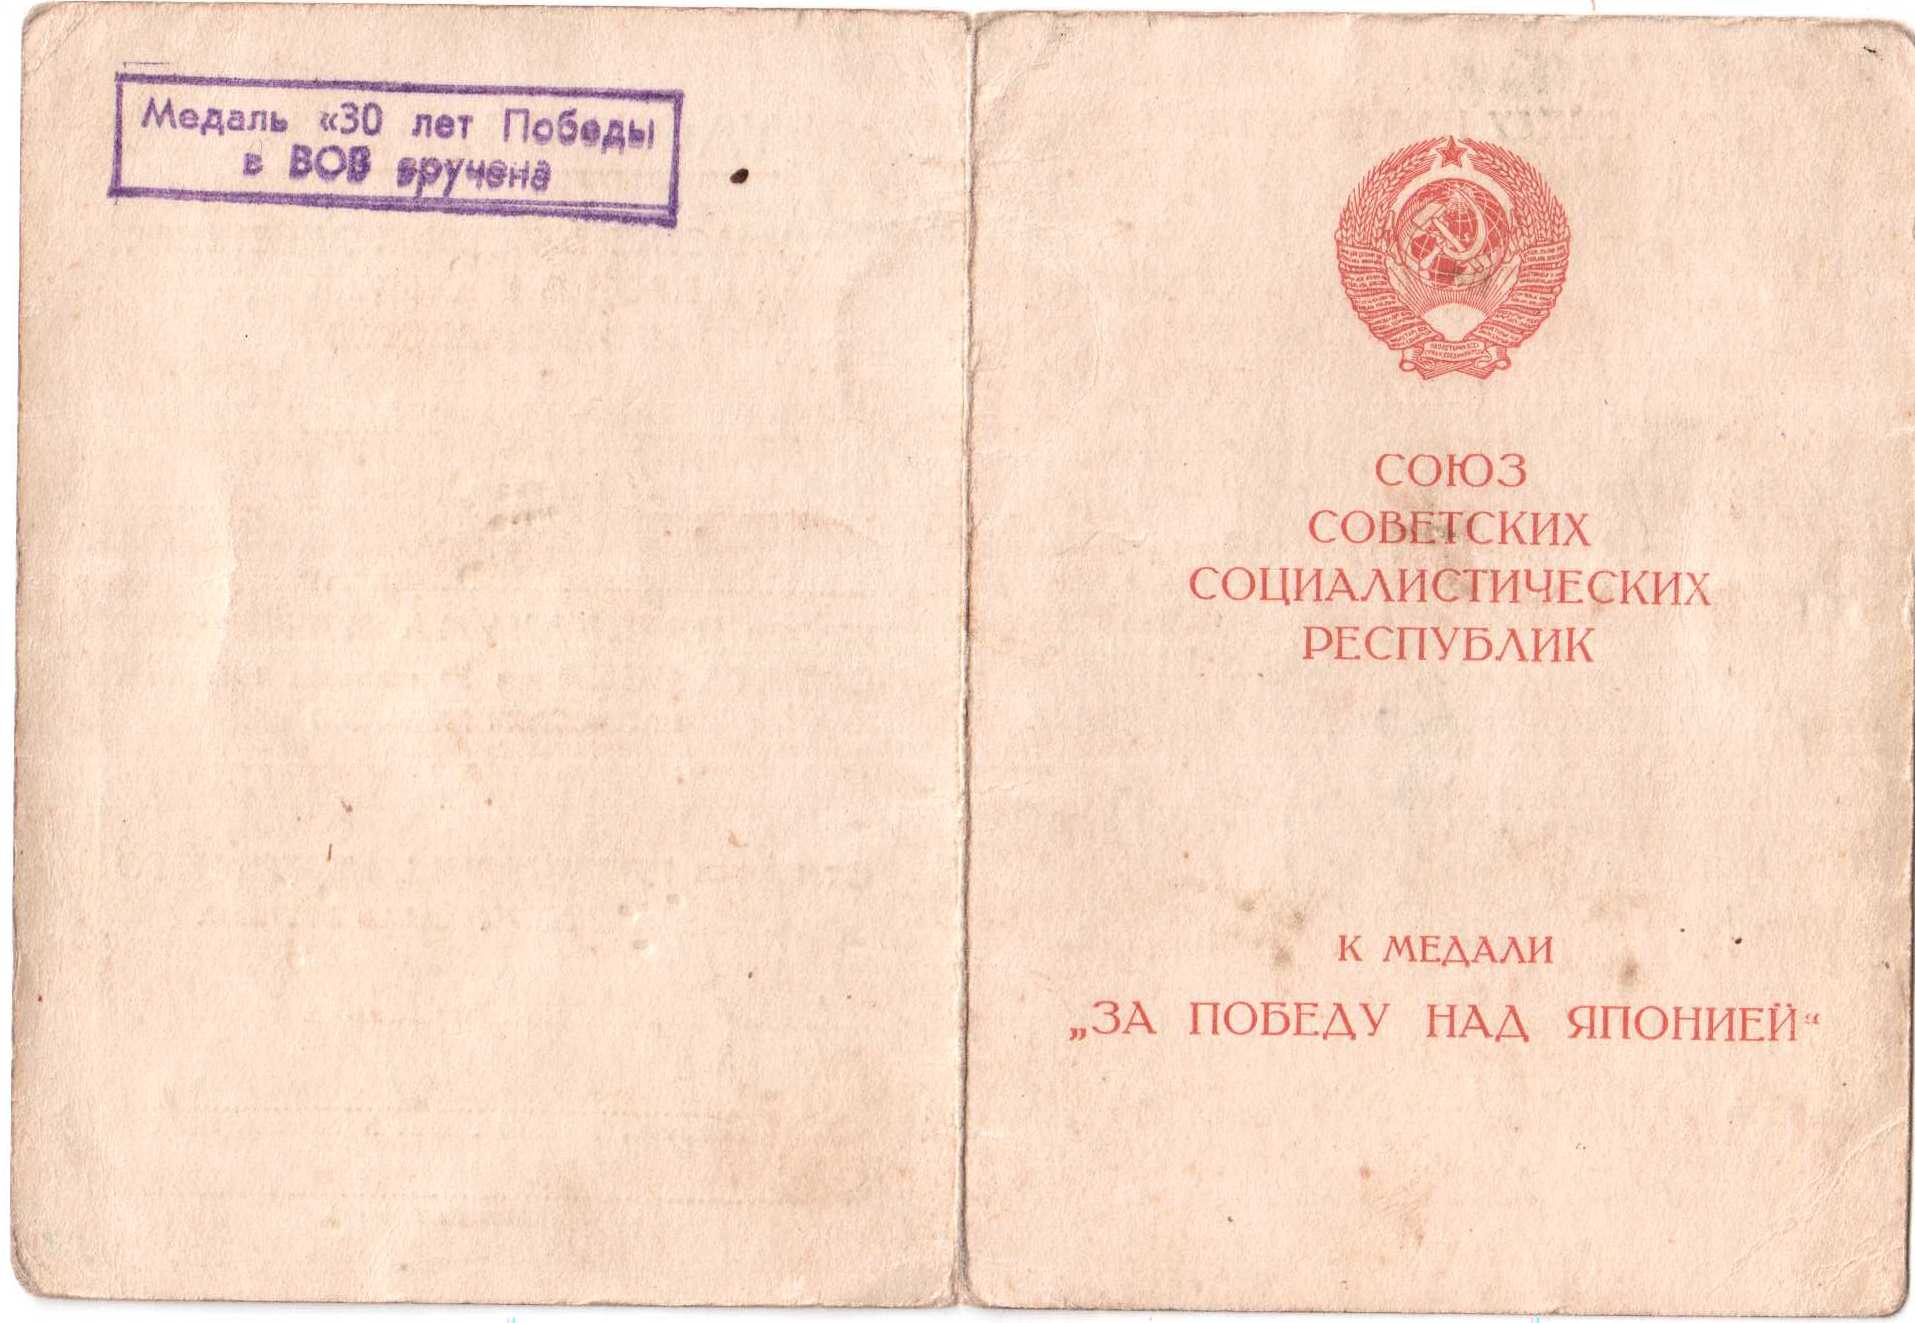 Медаль «30 лет Победы
в ВОВ вручена
СОЮЗ
СОВЕТСКИХ
СОЦИАЛИСТИЧЕСКИХ
РЕСПУБЛИК
К МЕДАЛИ
„ЗА ПОБЕДУ НАД ЯПОНИЕЙ“